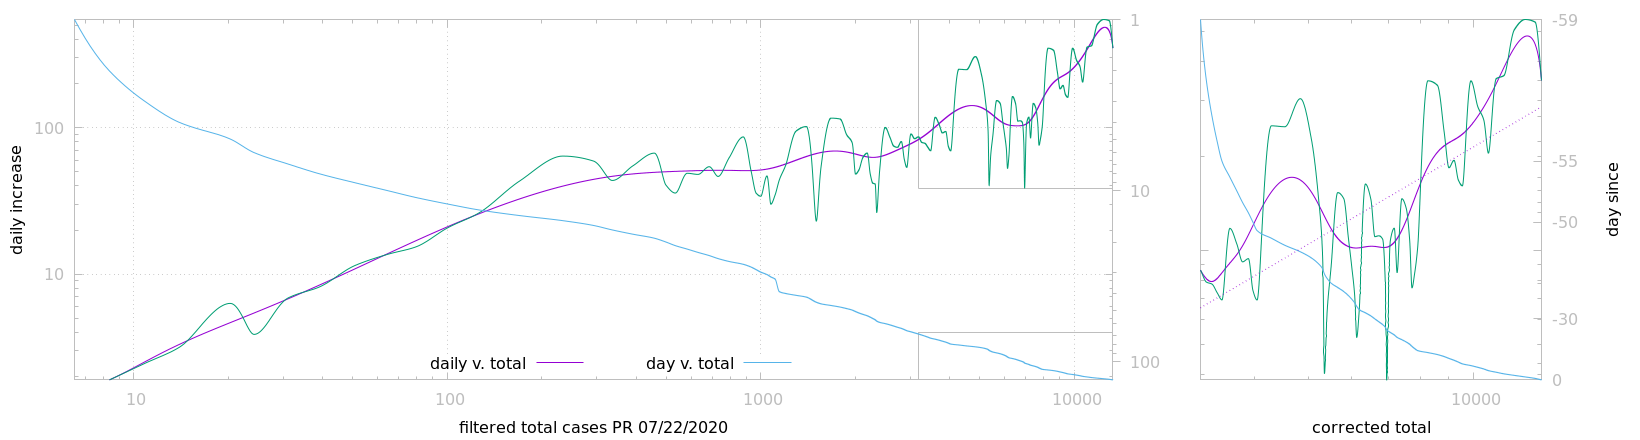 1
-59
100
-55
10
-50
daily increase
day since
10
-30
daily v. total
day v. total
100
0
10
100
1000
10000
10000
filtered total cases PR 07/22/2020
corrected total